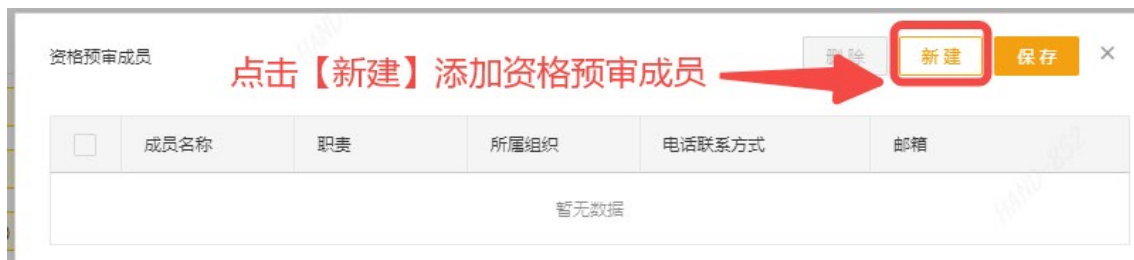 资格预审成员
删除
新建
保存
点击【新建】添加资格预审成员
成员名称
职责
所属组织
电话联系方式
邮箱
暂无数据
HAND-852